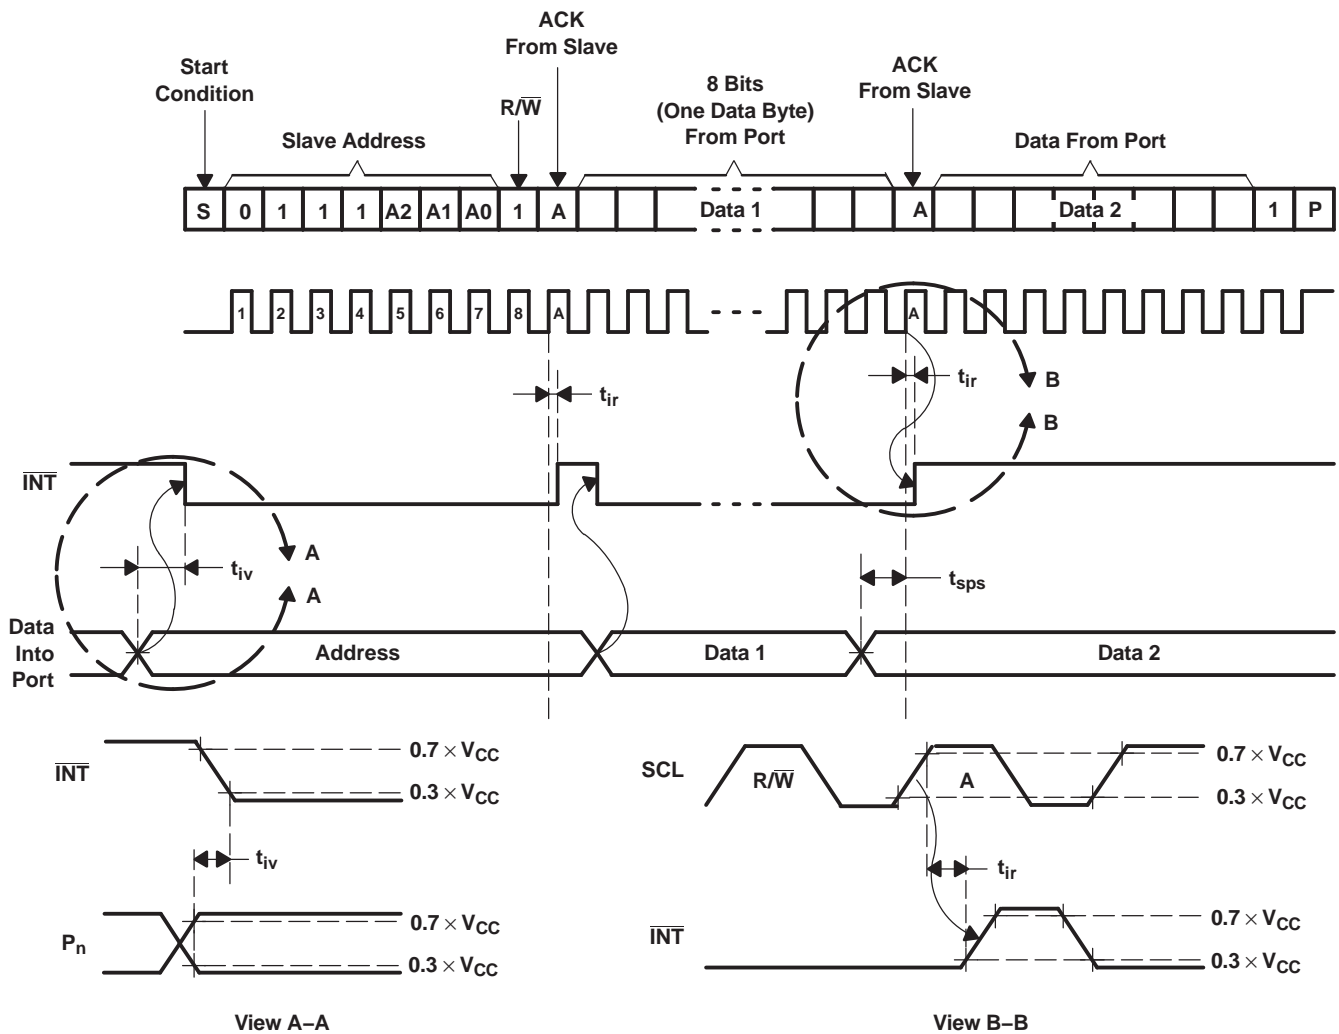 ACK
From Slave
Start
Condition
R/W̅
8 Bits
(One Data Byte)
From Port
ACK
From Slave
Slave Address
Data From Port
S 0 1 1 1 A2 A1 A0 1 A Data 1 A Data 2 1 P
1 2 3 4 5 6 7 8 A A
tir
tir
B
B
I̅N̅T̅
A
tiv
A
tsps
Data
Into
Port
Address
Data 1
Data 2
I̅N̅T̅
0.7 × VCC
0.3 × VCC
tiv
Pn
0.7 × VCC
0.3 × VCC
View A–A
SCL
R/W̅
A
0.7 × VCC
0.3 × VCC
tir
I̅N̅T̅
0.7 × VCC
0.3 × VCC
View B–B